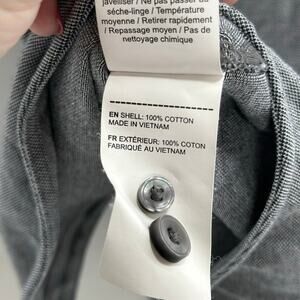 javelliser / Ne pas passer au
sèche-linge / Température
moyenne / Retirer rapidement
/ Repassage moyen / Pas de
nettoyage chimique
EN SHELL: 100% COTTON
MADE IN VIETNAM
FR EXTÉRIEUR: 100% COTON
FABRIQUÉ AU VIETNAM